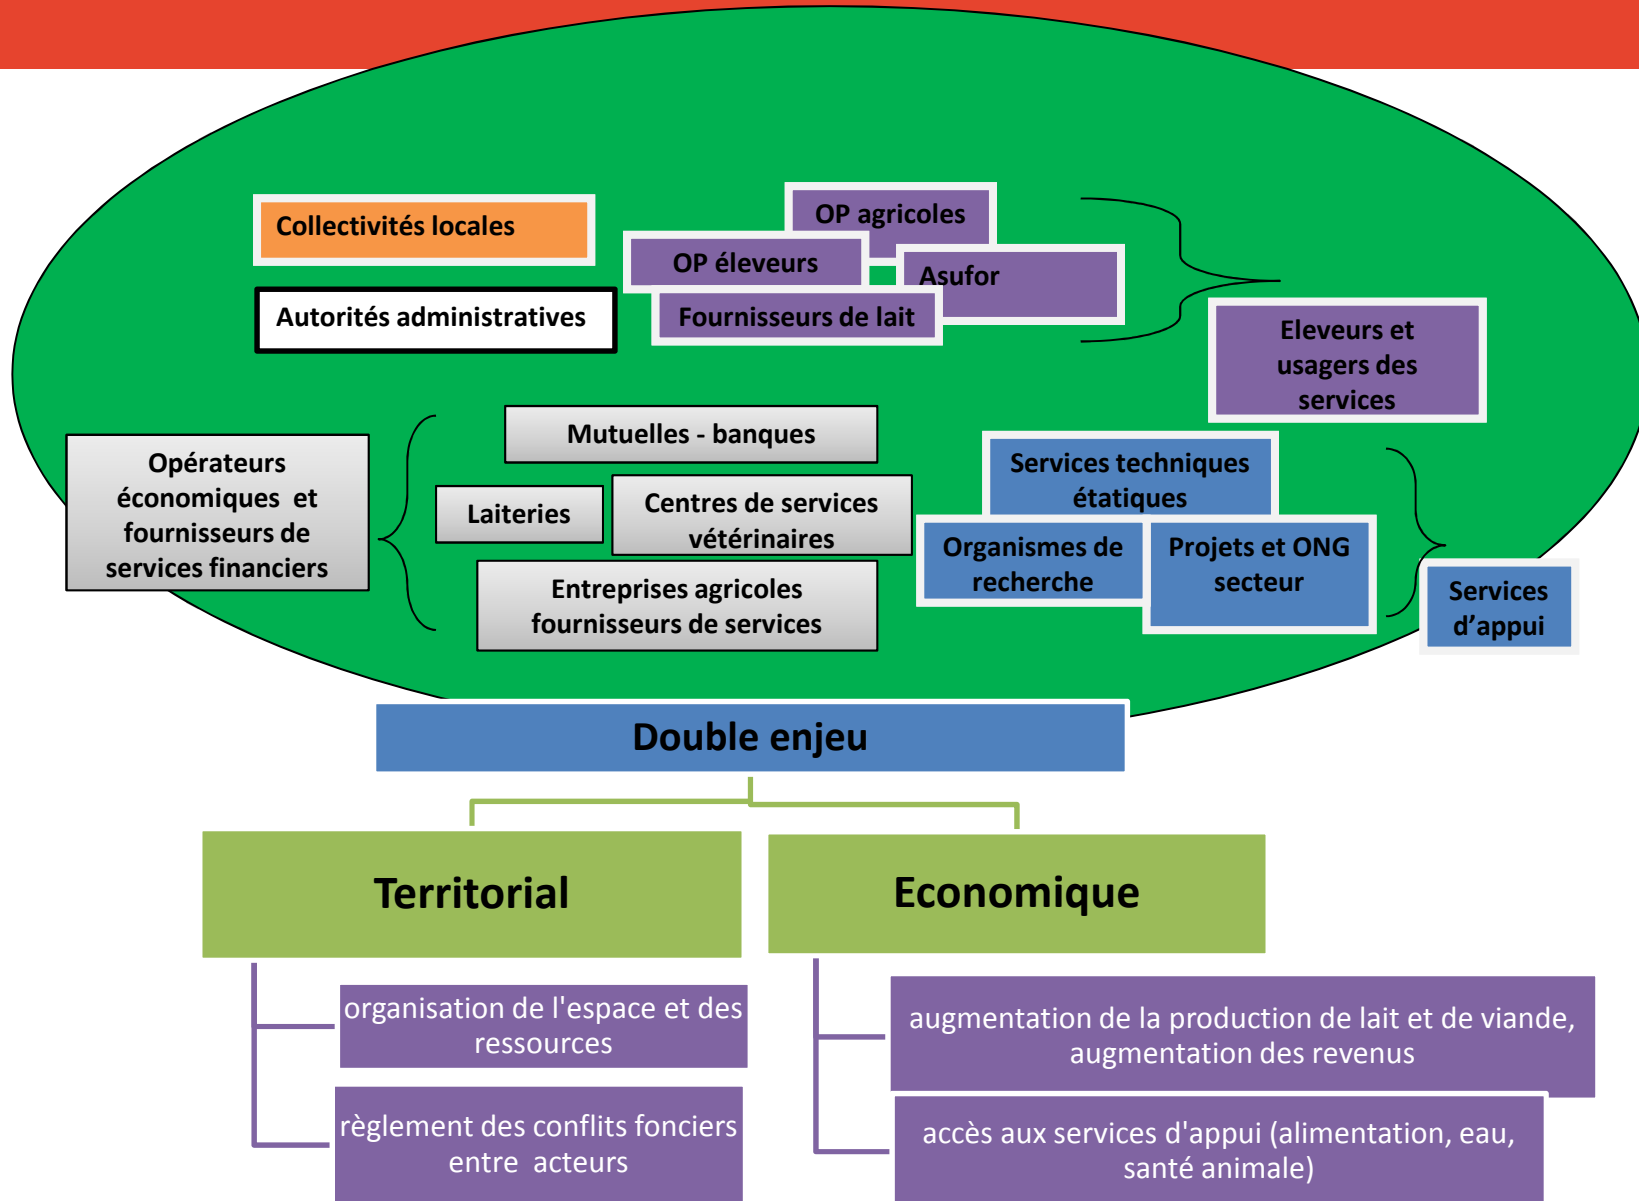 Collectivités locales
Autorités administratives
OP agricoles
OP éleveurs
Asufor
Fournisseurs de lait
Eleveurs et
usagers des
services
Opérateurs
économiques et
fournisseurs de
services financiers
Mutuelles - banques
Laiteries
Centres de services
vétérinaires
Entreprises agricoles
fournisseurs de services
Services techniques
étatiques
Organismes de
recherche
Projets et ONG
secteur
Services
d’appui
Double enjeu
Territorial
organisation de l'espace et des
ressources
règlement des conflits fonciers
entre acteurs
Economique
augmentation de la production de lait et de viande,
augmentation des revenus
accès aux services d'appui (alimentation, eau,
santé animale)